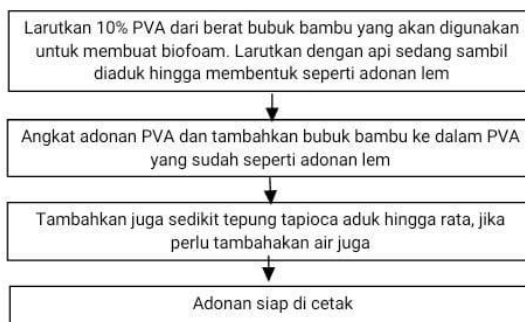 Larutkan 10% PVA dari berat bubuk bambu yang akan digunakan
untuk membuat biofoam. Larutkan dengan api sedang sambil
diaduk hingga membentuk seperti adonan lem
Angkat adonan PVA dan tambahkan bubuk bambu ke dalam PVA
yang sudah seperti adonan lem
Tambahkan juga sedikit tepung tapioca aduk hingga rata, jika
perlu tambahakan air juga
Adonan siap di cetak